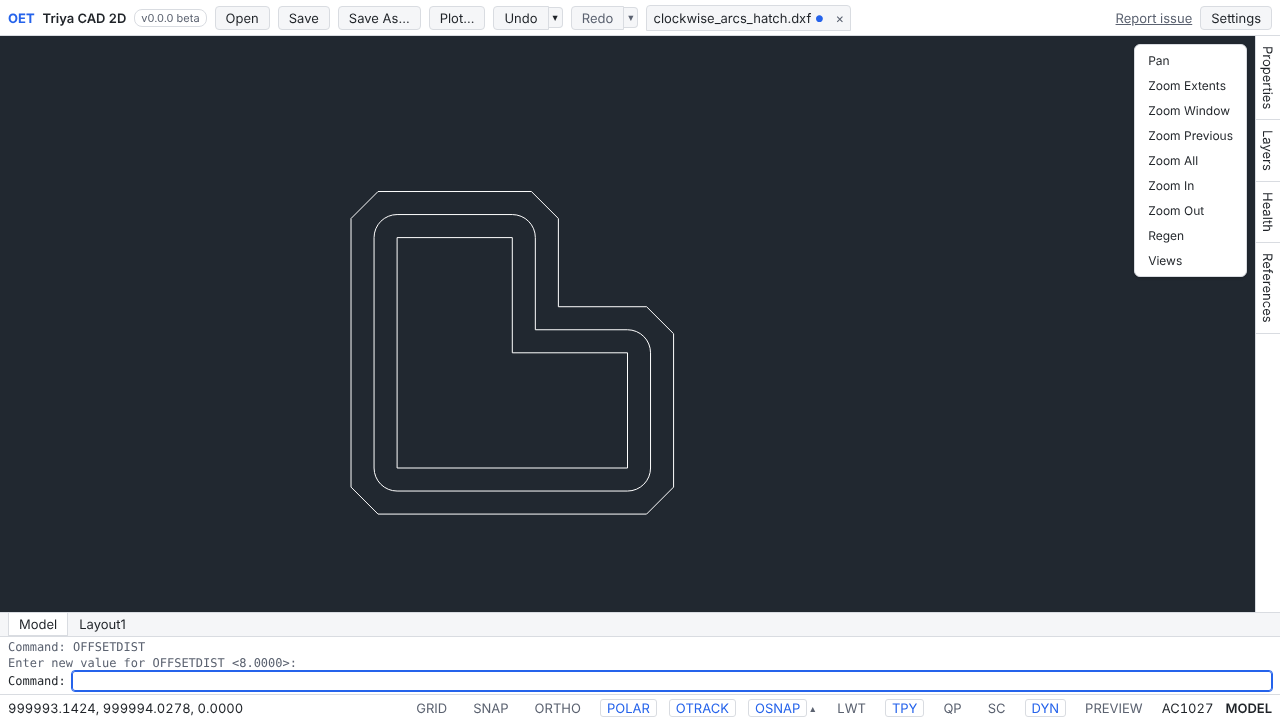 OET Triya CAD 2D v0.0.0 beta Open Save Save As... Plot... Undo ▾ Redo ▾ clockwise_arcs_hatch.dxf ● × Report issue Settings
Pan
Zoom Extents
Zoom Window
Zoom Previous
Zoom All
Zoom In
Zoom Out
Regen
Views
Properties
Layers
Health
References
Model Layout1
Command: OFFSETDIST
Enter new value for OFFSETDIST <8.0000>:
Command:
999993.1424, 999994.0278, 0.0000 GRID SNAP ORTHO POLAR OTRACK OSNAP ▴ LWT TPY QP SC DYN PREVIEW AC1027 MODEL